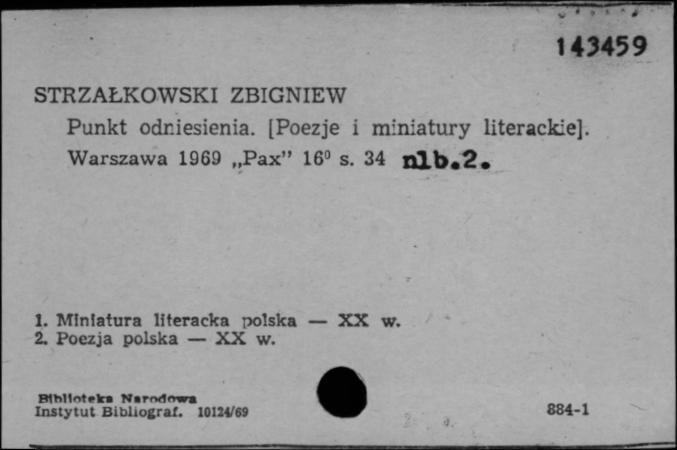 143459
STRZAŁKOWSKI ZBIGNIEW
Punkt odniesienia. [Poezje i miniatury literackie].
Warszawa 1969 „Pax” 16⁰ s. 34 nlb.2.
1. Miniatura literacka polska — XX w.
2. Poezja polska — XX w.
Biblioteka Narodowa
Instytut Bibliograf. 10124/69
884-1